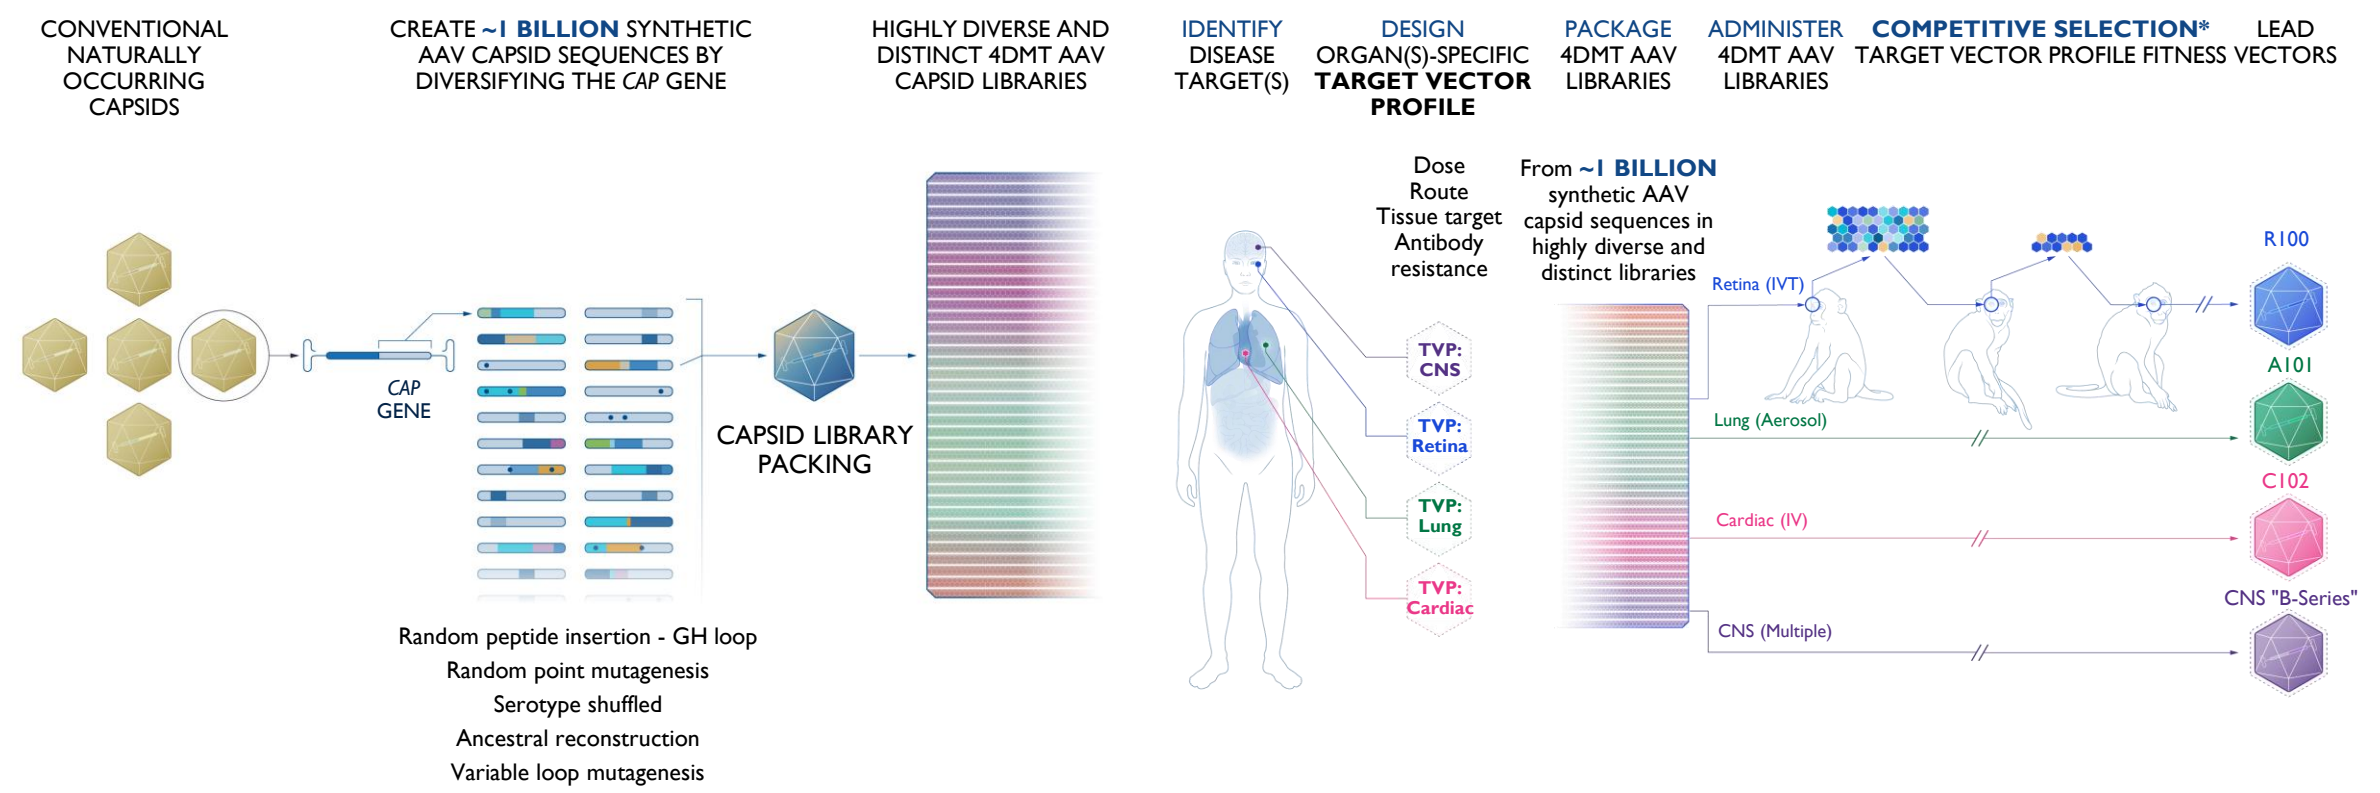 CONVENTIONAL
NATURALLY
OCCURRING
CAPSIDS
CREATE ~1 BILLION SYNTHETIC
AAV CAPSID SEQUENCES BY
DIVERSIFYING THE CAP GENE
HIGHLY DIVERSE AND
DISTINCT 4DMT AAV
CAPSID LIBRARIES
IDENTIFY
DISEASE
TARGET(S)
DESIGN
ORGAN(S)-SPECIFIC
TARGET VECTOR
PROFILE
PACKAGE
4DMT AAV
LIBRARIES
ADMINISTER
4DMT AAV
LIBRARIES
COMPETITIVE SELECTION*
TARGET VECTOR PROFILE FITNESS
LEAD
VECTORS
CAP
GENE
Random peptide insertion - GH loop
Random point mutagenesis
Serotype shuffled
Ancestral reconstruction
Variable loop mutagenesis
CAPSID LIBRARY
PACKING
Dose
Route
Tissue target
Antibody
resistance
TVP:
CNS
TVP:
Retina
TVP:
Lung
TVP:
Cardiac
From ~1 BILLION
synthetic AAV
capsid sequences in
highly diverse and
distinct libraries
Retina (IVT)
Lung (Aerosol)
Cardiac (IV)
CNS (Multiple)
R100
A101
C102
CNS "B-Series"